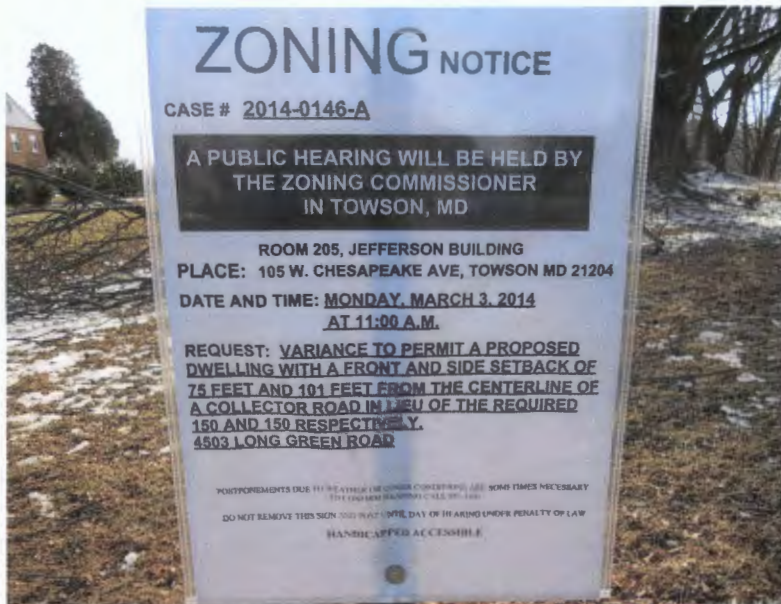 ZONING NOTICE
CASE # 2014-0146-A
A PUBLIC HEARING WILL BE HELD BY
THE ZONING COMMISSIONER
IN TOWSON, MD
ROOM 205, JEFFERSON BUILDING
PLACE: 105 W. CHESAPEAKE AVE, TOWSON MD 21204
DATE AND TIME: MONDAY, MARCH 3, 2014
AT 11:00 A.M.
REQUEST: VARIANCE TO PERMIT A PROPOSED
DWELLING WITH A FRONT AND SIDE SETBACK OF
75 FEET AND 101 FEET FROM THE CENTERLINE OF
A COLLECTOR ROAD IN LIEU OF THE REQUIRED
150 AND 150 RESPECTIVELY.
4503 LONG GREEN ROAD
POSTPONEMENTS DUE TO WEATHER OR OTHER CONDITIONS ARE SOMETIMES NECESSARY
TO CONFIRM HEARING CALL
DO NOT REMOVE THIS SIGN AND POST UNTIL DAY OF HEARING UNDER PENALTY OF LAW
HANDICAPPED ACCESSIBLE